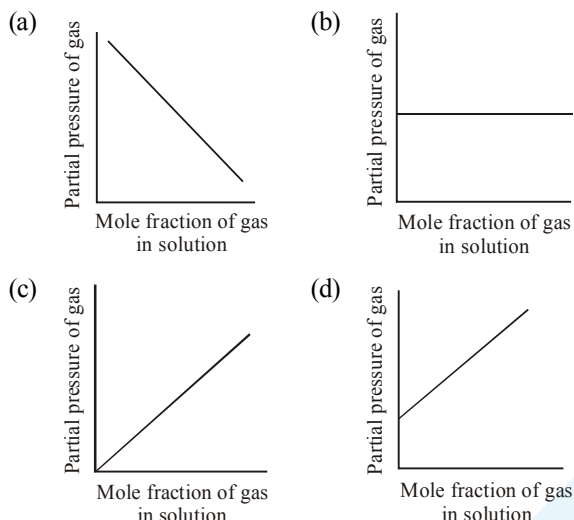 (a)
Partial pressure of gas
Mole fraction of gas
in solution
(b)
Partial pressure of gas
Mole fraction of gas
in solution
(c)
Partial pressure of gas
Mole fraction of gas
in solution
(d)
Partial pressure of gas
Mole fraction of gas
in solution